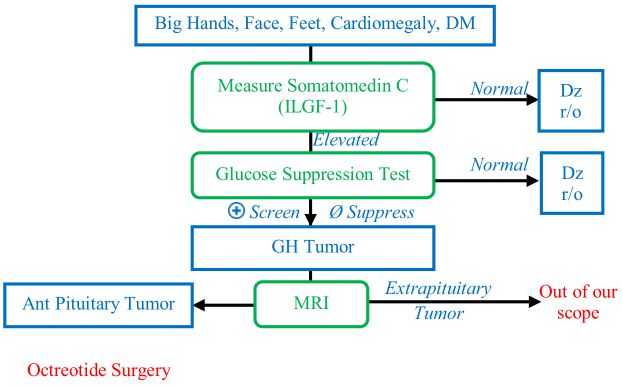 Big Hands, Face, Feet, Cardiomegaly, DM
Measure Somatomedin C
(ILGF-1)
Normal
Dz
r/o
Elevated
Glucose Suppression Test
Normal
Dz
r/o
⊕ Screen Ø Suppress
GH Tumor
Ant Pituitary Tumor
MRI
Extrapituitary
Tumor
Out of our
scope
Octreotide Surgery